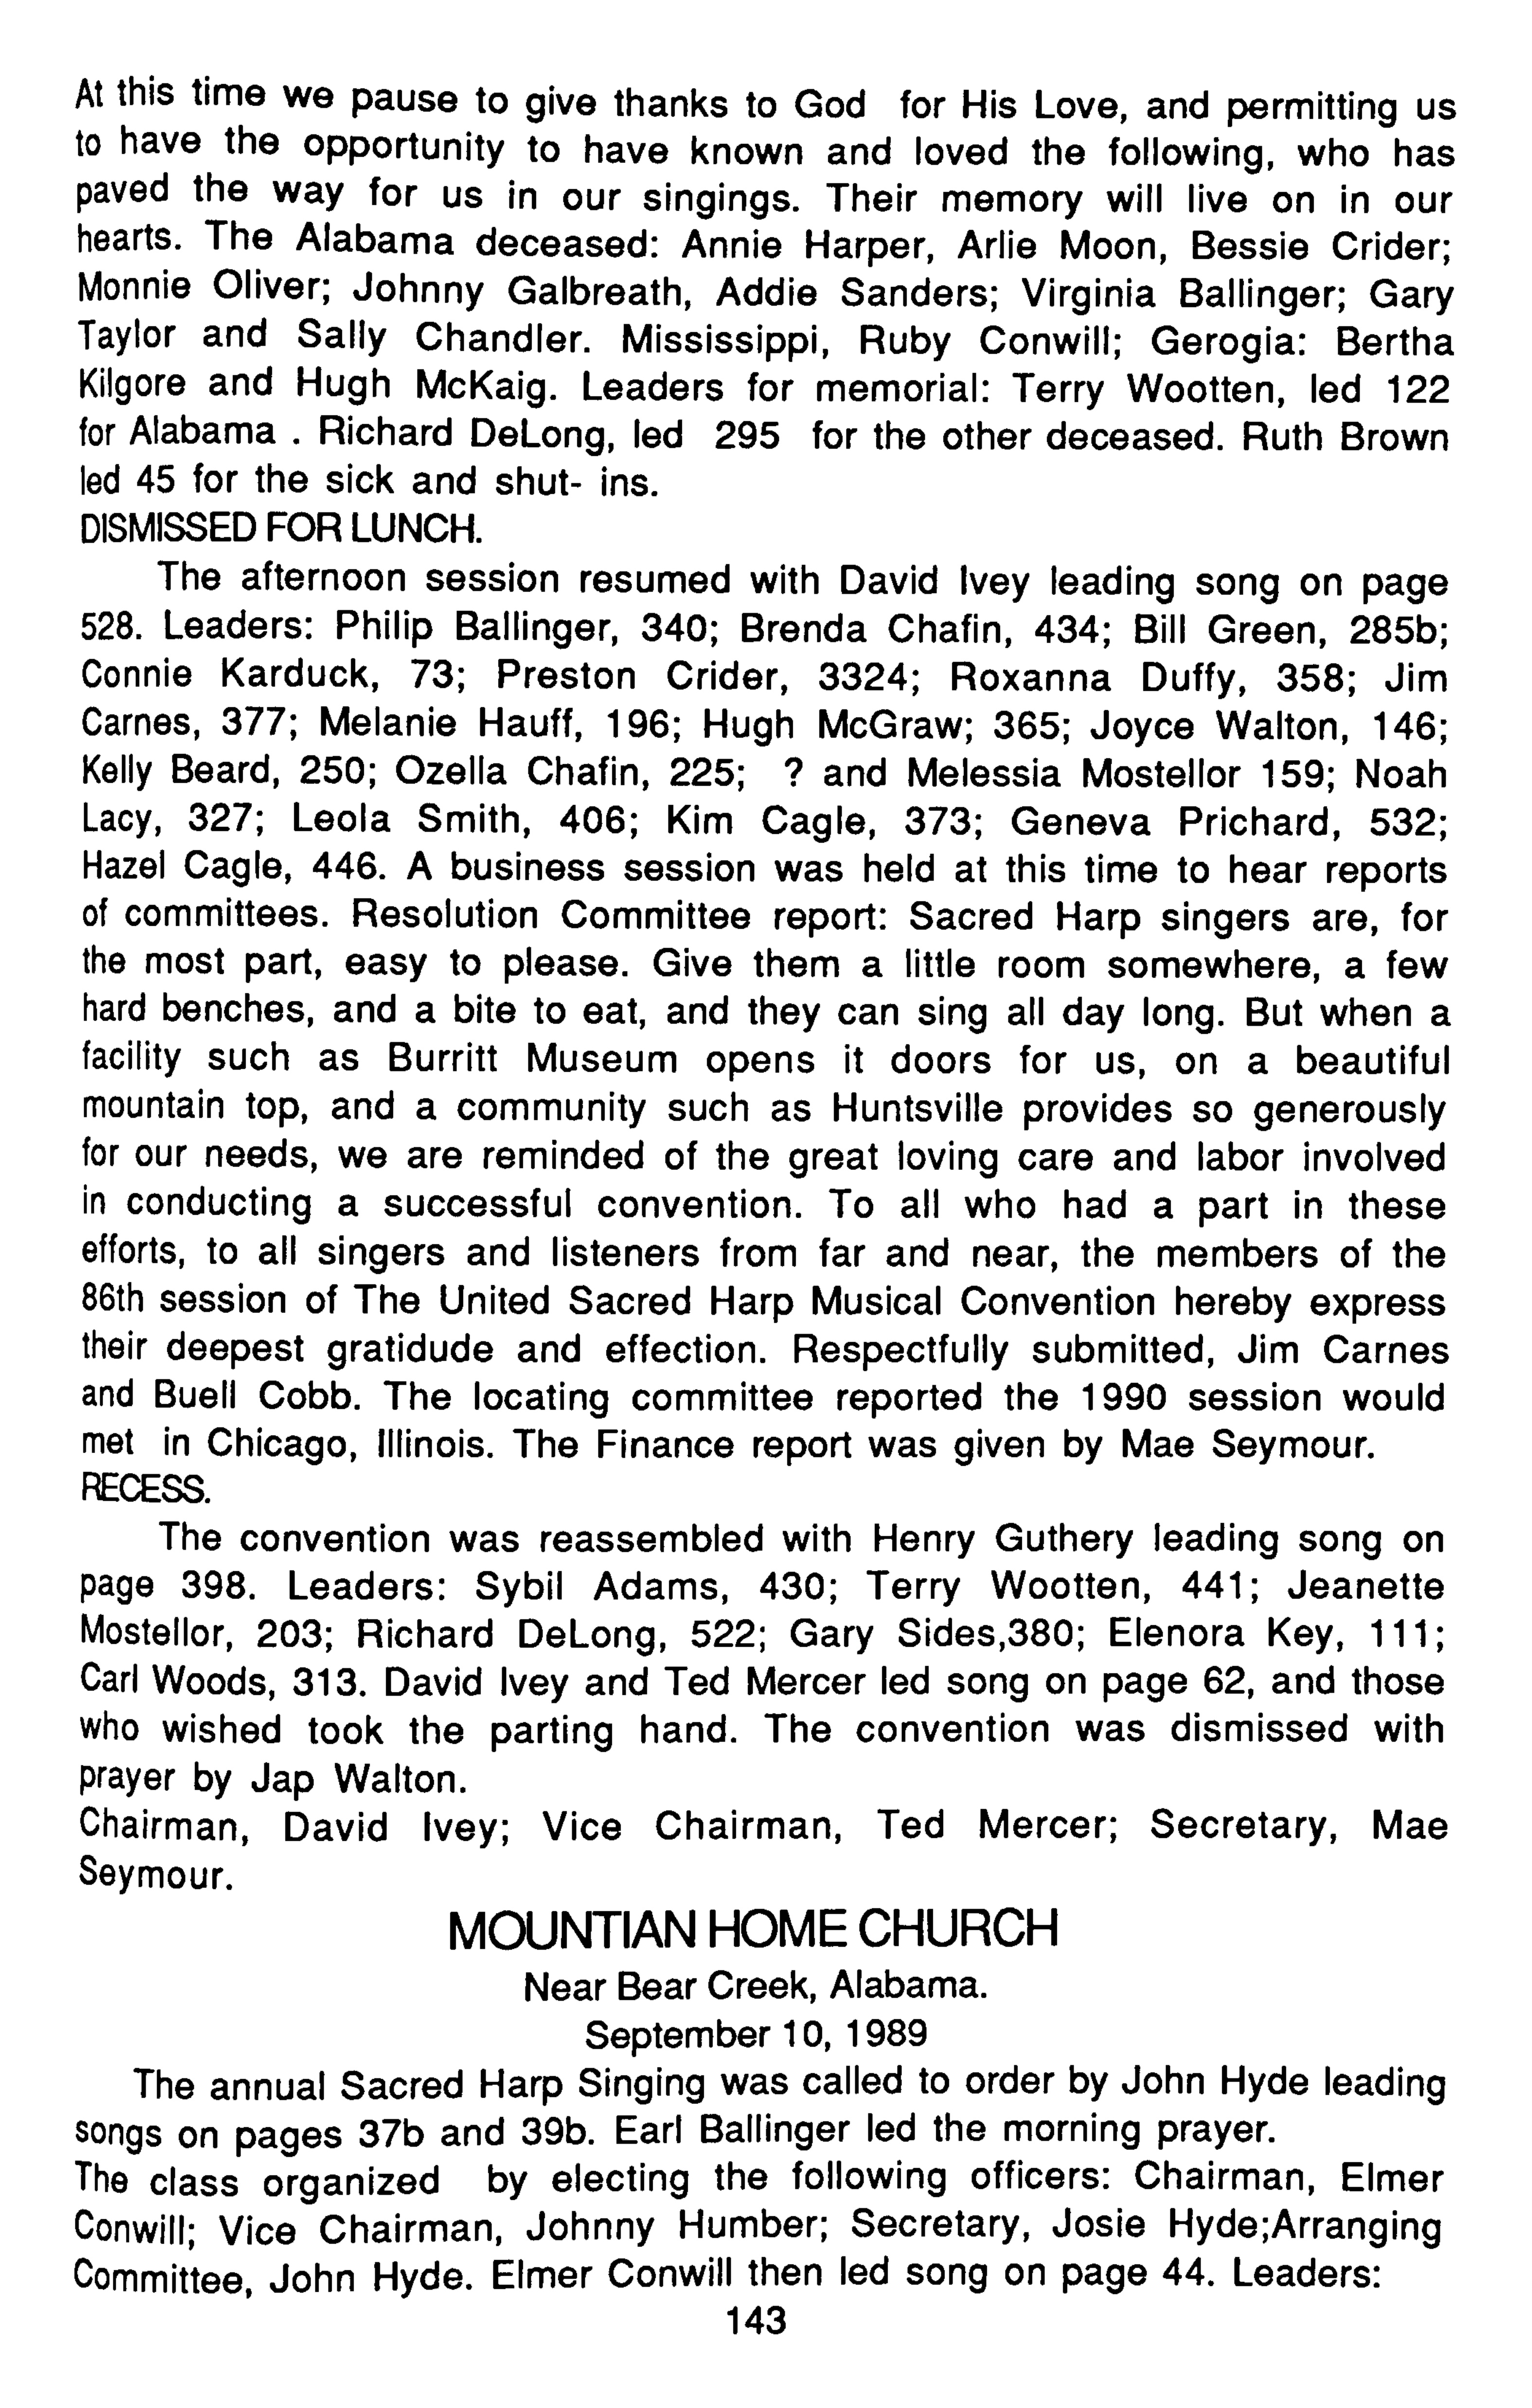 At this time we pause to give thanks to God for His Love, and permitting us
to have the opportunity to have known and loved the following, who has
paved the way for us in our singings. Their memory will live on in our
hearts. The Alabama deceased: Annie Harper, Arlie Moon, Bessie Crider;
Monnie Oliver; Johnny Galbreath, Addie Sanders; Virginia Ballinger; Gary
Taylor and Sally Chandler. Mississippi, Ruby Conwill; Gerogia: Bertha
Kilgore and Hugh McKaig. Leaders for memorial: Terry Wootten, led 122
for Alabama . Richard DeLong, led 295 for the other deceased. Ruth Brown
led 45 for the sick and shut- ins.
DISMISSED FOR LUNCH.
The afternoon session resumed with David Ivey leading song on page
528. Leaders: Philip Ballinger, 340; Brenda Chafin, 434; Bill Green, 285b;
Connie Karduck, 73; Preston Crider, 3324; Roxanna Duffy, 358; Jim
Carnes, 377; Melanie Hauff, 196; Hugh McGraw; 365; Joyce Walton, 146;
Kelly Beard, 250; Ozella Chafin, 225; ? and Melessia Mostellor 159; Noah
Lacy, 327; Leola Smith, 406; Kim Cagle, 373; Geneva Prichard, 532;
Hazel Cagle, 446. A business session was held at this time to hear reports
of committees. Resolution Committee report: Sacred Harp singers are, for
the most part, easy to please. Give them a little room somewhere, a few
hard benches, and a bite to eat, and they can sing all day long. But when a
facility such as Burritt Museum opens it doors for us, on a beautiful
mountain top, and a community such as Huntsville provides so generously
for our needs, we are reminded of the great loving care and labor involved
in conducting a successful convention. To all who had a part in these
efforts, to all singers and listeners from far and near, the members of the
86th session of The United Sacred Harp Musical Convention hereby express
their deepest gratidude and effection. Respectfully submitted, Jim Carnes
and Buell Cobb. The locating committee reported the 1990 session would
met in Chicago, Illinois. The Finance report was given by Mae Seymour.
RECESS.
The convention was reassembled with Henry Guthery leading song on
page 398. Leaders: Sybil Adams, 430; Terry Wootten, 441; Jeanette
Mostellor, 203; Richard DeLong, 522; Gary Sides,380; Elenora Key, 111;
Carl Woods, 313. David Ivey and Ted Mercer led song on page 62, and those
who wished took the parting hand. The convention was dismissed with
prayer by Jap Walton.
Chairman, David Ivey; Vice Chairman, Ted Mercer; Secretary, Mae
Seymour.
MOUNTIAN HOME CHURCH
Near Bear Creek, Alabama.
September 10, 1989
The annual Sacred Harp Singing was called to order by John Hyde leading
songs on pages 37b and 39b. Earl Ballinger led the morning prayer.
The class organized by electing the following officers: Chairman, Elmer
Conwill; Vice Chairman, Johnny Humber; Secretary, Josie Hyde;Arranging
Committee, John Hyde. Elmer Conwill then led song on page 44. Leaders:
143